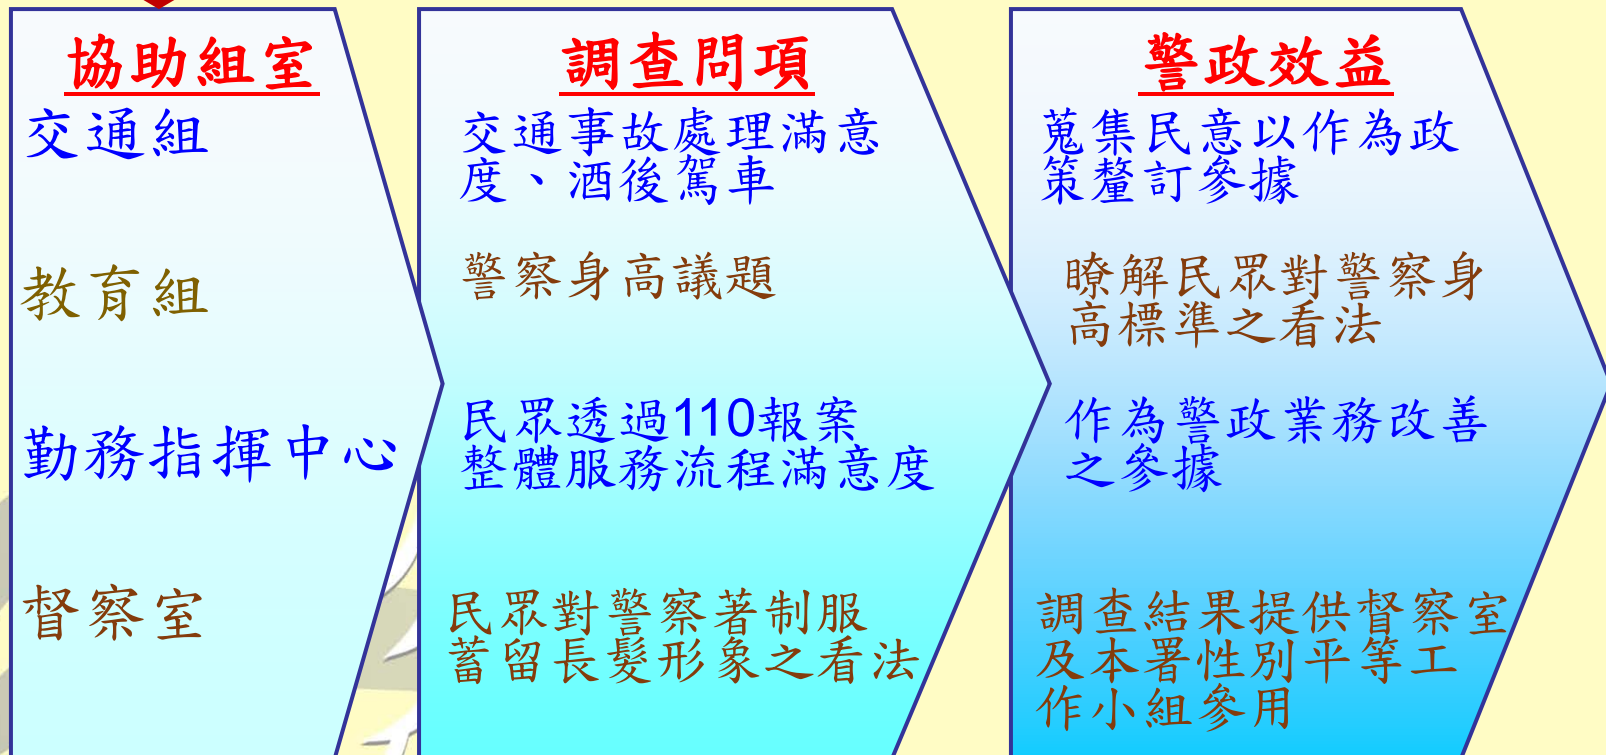 協助組室
交通組
教育組
勤務指揮中心
督察室
調查問項
交通事故處理滿意
度、酒後駕車
警察身高議題
民眾透過110報案
整體服務流程滿意度
民眾對警察著制服
蓄留長髮形象之看法
警政效益
蒐集民意以作為政
策釐訂參據
瞭解民眾對警察身
高標準之看法
作為警政業務改善
之參據
調查結果提供督察室
及本署性別平等工
作小組參用